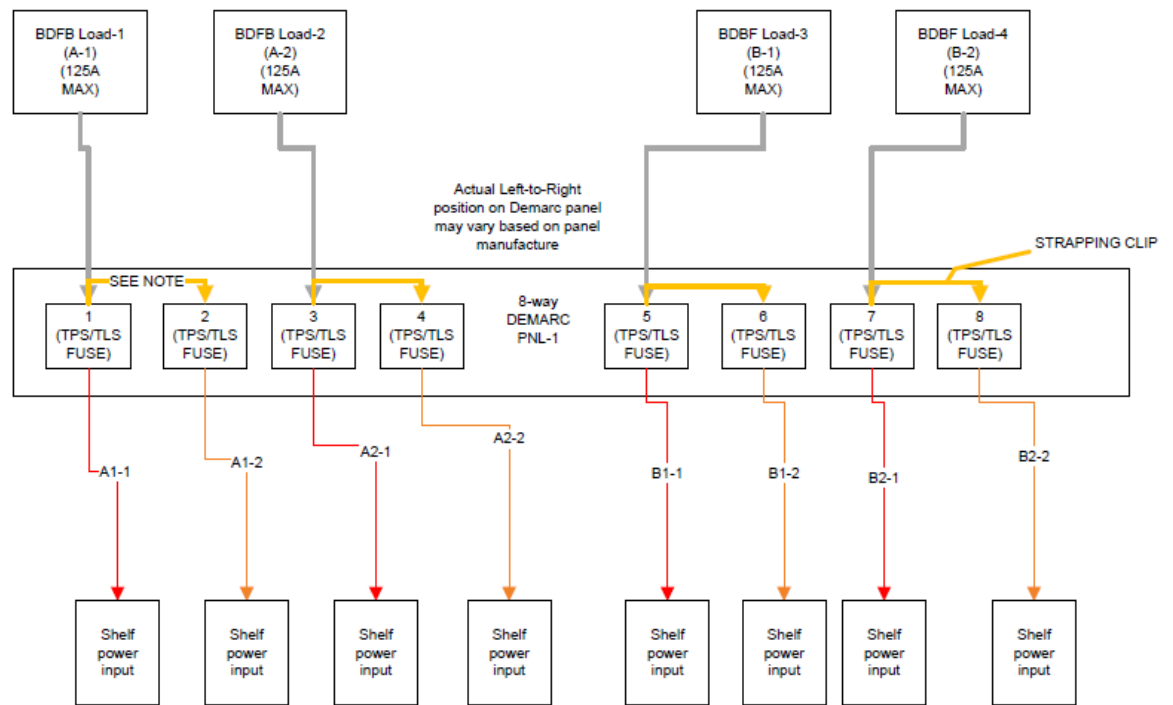 BDFB Load-1
(A-1)
(125A
MAX)
BDFB Load-2
(A-2)
(125A
MAX)
BDBF Load-3
(B-1)
(125A
MAX)
BDBF Load-4
(B-2)
(125A
MAX)
Actual Left-to-Right
position on Demarc panel
may vary based on panel
manufacture
STRAPPING CLIP
SEE NOTE
1
(TPS/TLS
FUSE)
2
(TPS/TLS
FUSE)
3
(TPS/TLS
FUSE)
4
(TPS/TLS
FUSE)
8-way
DEMARC
PNL-1
5
(TPS/TLS
FUSE)
6
(TPS/TLS
FUSE)
7
(TPS/TLS
FUSE)
8
(TPS/TLS
FUSE)
A1-1
A1-2
A2-1
A2-2
B1-1
B1-2
B2-1
B2-2
Shelf
power
input
Shelf
power
input
Shelf
power
input
Shelf
power
input
Shelf
power
input
Shelf
power
input
Shelf
power
input
Shelf
power
input